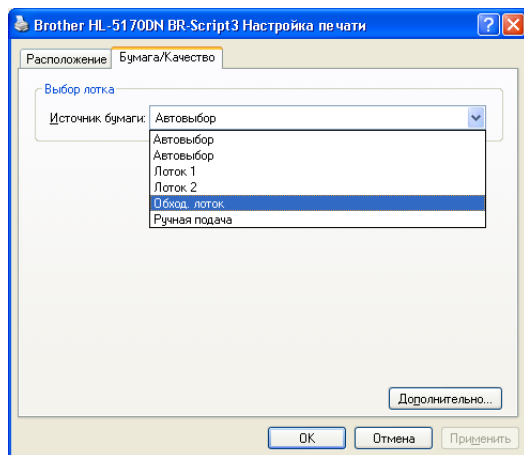 Brother HL-5170DN BR-Script3 Настройка печати
Расположение Бумага/Качество
Выбор лотка
Источник бумаги: Автовыбор
Автовыбор
Автовыбор
Лоток 1
Лоток 2
Обход. лоток
Ручная подача
Дополнительно...
OK Отмена Применить